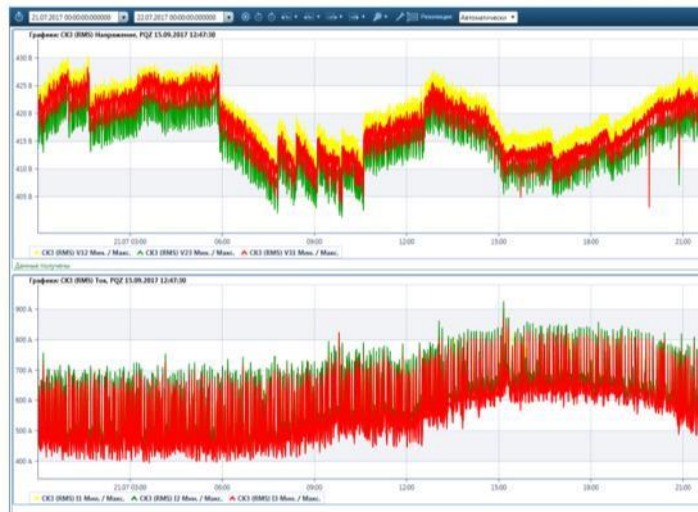 21.07.2017 00:00:00.000000 22.07.2017 00:00:00.000000 Резолюция: Автоматически
Графики: СКЗ (RMS) Напряжение, PQZ 15.09.2017 12:47:30
430 В
425 В
420 В
415 В
410 В
405 В
21.07 03:00 06:00 09:00 12:00 15:00 18:00 21:00
СКЗ (RMS) V12 Мин. / Макс. СКЗ (RMS) V23 Мин. / Макс. СКЗ (RMS) V31 Мин. / Макс.
Данные получены
Графики: СКЗ (RMS) Ток, PQZ 15.09.2017 12:47:30
900 А
800 А
700 А
600 А
500 А
400 А
21.07 03:00 06:00 09:00 12:00 15:00 18:00 21:00
СКЗ (RMS) I1 Мин. / Макс. СКЗ (RMS) I2 Мин. / Макс. СКЗ (RMS) I3 Мин. / Макс.